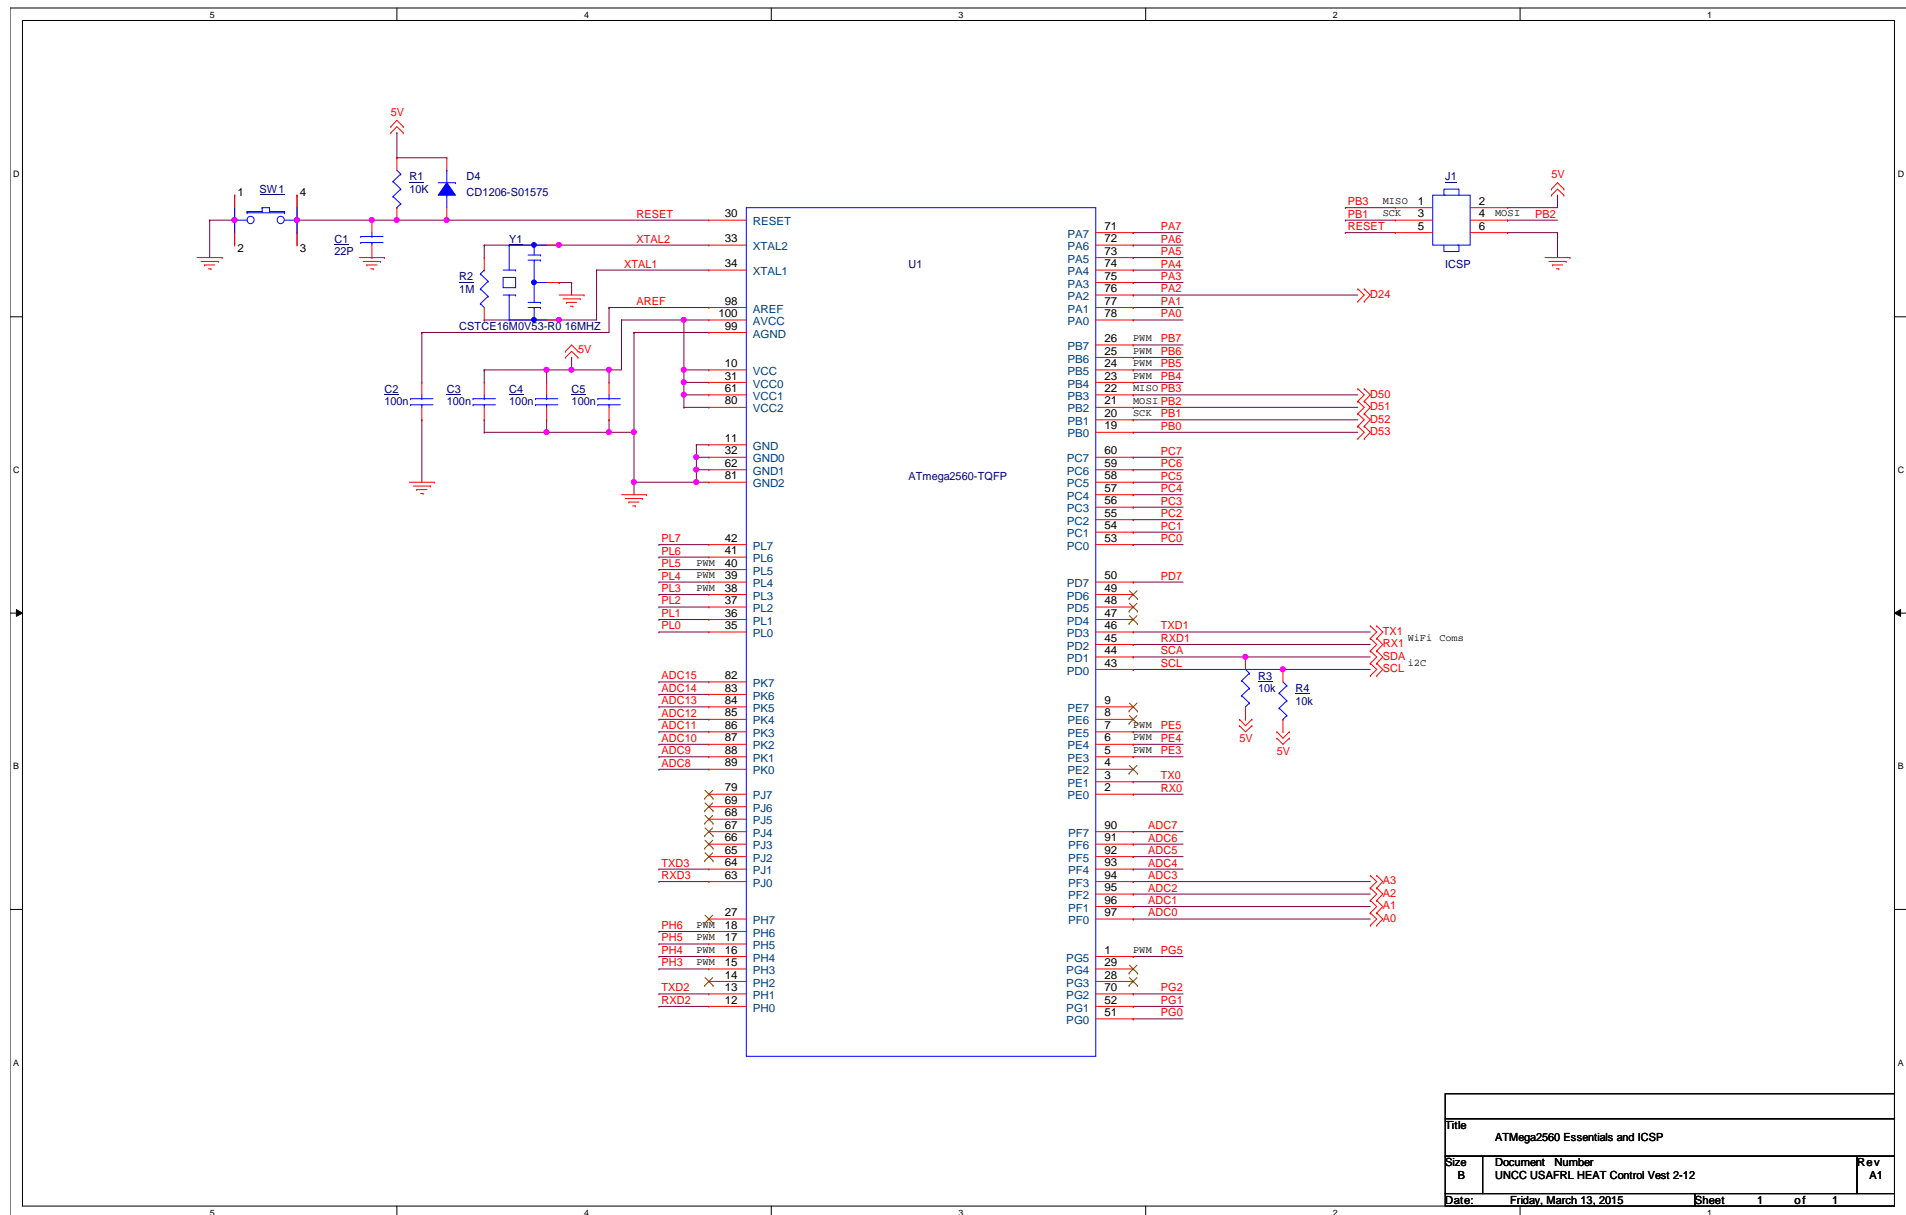 5 4 3 2 1
D D
C C
B B
A A
5V
R1
10K
D4
CD1206-S01575
SW1
1 4
2 3
C1
22P
RESET 30 RESET
Y1
XTAL2 33 XTAL2
XTAL1 34 XTAL1
R2
1M
AREF 98 AREF
100 AVCC
99 AGND
CSTCE16M0V53-R0 16MHZ
5V
C2
100n
C3
100n
C4
100n
C5
100n
10 VCC
31 VCC0
61 VCC1
80 VCC2
11 GND
32 GND0
62 GND1
81 GND2
PL7 42 PL7
PL6 41 PL6
PL5 PWM 40 PL5
PL4 PWM 39 PL4
PL3 PWM 38 PL3
PL2 37 PL2
PL1 36 PL1
PL0 35 PL0
ADC15 82 PK7
ADC14 83 PK6
ADC13 84 PK5
ADC12 85 PK4
ADC11 86 PK3
ADC10 87 PK2
ADC9 88 PK1
ADC8 89 PK0
79 PJ7
69 PJ6
68 PJ5
67 PJ4
66 PJ3
65 PJ2
TXD3 64 PJ1
RXD3 63 PJ0
27 PH7
PH6 PWM 18 PH6
PH5 PWM 17 PH5
PH4 PWM 16 PH4
PH3 PWM 15 PH3
14 PH2
TXD2 13 PH1
RXD2 12 PH0
U1
ATmega2560-TQFP
PA7 71 PA7
PA6 72 PA6
PA5 73 PA5
PA4 74 PA4
PA3 75 PA3
PA2 76 PA2 D24
PA1 77 PA1
PA0 78 PA0
PB7 26 PWM PB7
PB6 25 PWM PB6
PB5 24 PWM PB5
PB4 23 PWM PB4
PB3 22 MISO PB3 D50
PB2 21 MOSI PB2 D51
PB1 20 SCK PB1 D52
PB0 19 PB0 D53
PC7 60 PC7
PC6 59 PC6
PC5 58 PC5
PC4 57 PC4
PC3 56 PC3
PC2 55 PC2
PC1 54 PC1
PC0 53 PC0
PD7 50 PD7
PD6 49
PD5 48
PD4 47
PD3 46 TXD1 TX1
PD2 45 RXD1 RX1
WiFi Coms
PD1 44 SCA SDA
PD0 43 SCL SCL
i2C
R3
10k
5V
R4
10k
5V
PE7 9
PE6 8
PE5 7 PWM PE5
PE4 6 PWM PE4
PE3 5 PWM PE3
PE2 4
PE1 3 TX0
PE0 2 RX0
PF7 90 ADC7
PF6 91 ADC6
PF5 92 ADC5
PF4 93 ADC4
PF3 94 ADC3 A3
PF2 95 ADC2 A2
PF1 96 ADC1 A1
PF0 97 ADC0 A0
PG5 1 PWM PG5
PG4 29
PG3 28
PG2 70 PG2
PG1 52 PG1
PG0 51 PG0
J1
5V
PB3 MISO 1 2
PB1 SCK 3 4 MOSI PB2
RESET 5 6
ICSP
Title
ATMega2560 Essentials and ICSP
Size Document Number Rev
B UNCC USAFRL HEAT Control Vest 2-12 A1
Date: Friday, March 13, 2015 Sheet 1 of 1
5 4 3 2 1